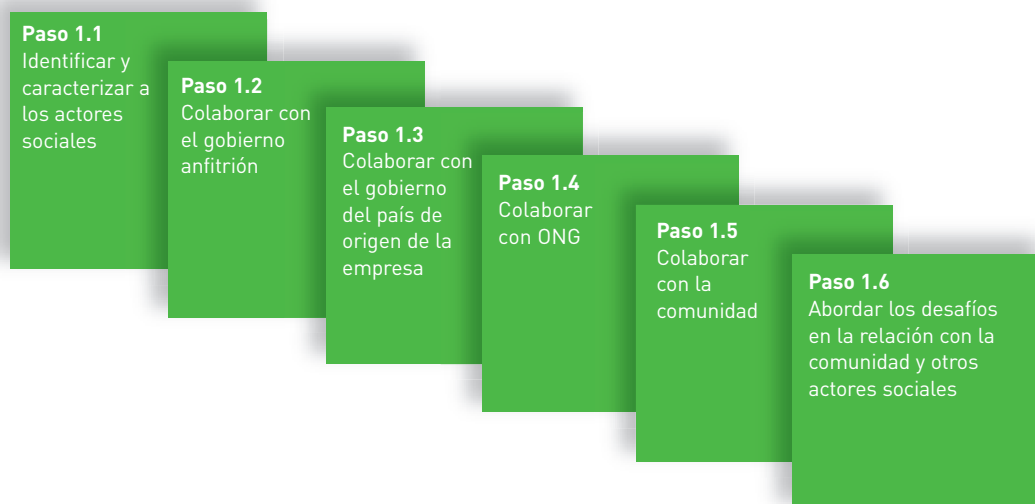 Paso 1.1
Identificar y
caracterizar a
los actores
sociales
Paso 1.2
Colaborar con
el gobierno
anfitrión
Paso 1.3
Colaborar con
el gobierno
del país de
origen de la
empresa
Paso 1.4
Colaborar
con ONG
Paso 1.5
Colaborar
con la
comunidad
Paso 1.6
Abordar los desafíos
en la relación con la
comunidad y otros
actores sociales